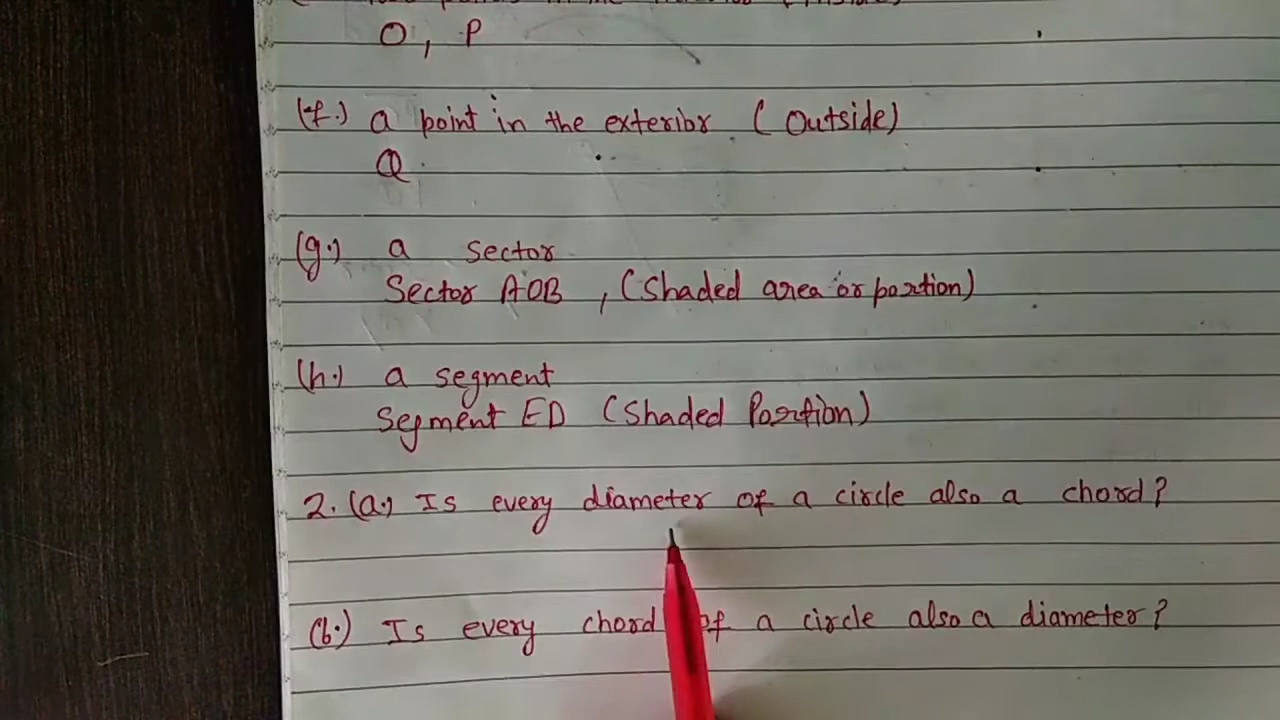 O, P
(f.) a point in the exterior (outside)
Q
(g.) a sector
Sector AOB, (Shaded area or portion)
(h.) a segment
Segment ED (Shaded Portion)
2. (a.) Is every diameter of a circle also a chord?
(b.) Is every chord of a circle also a diameter?